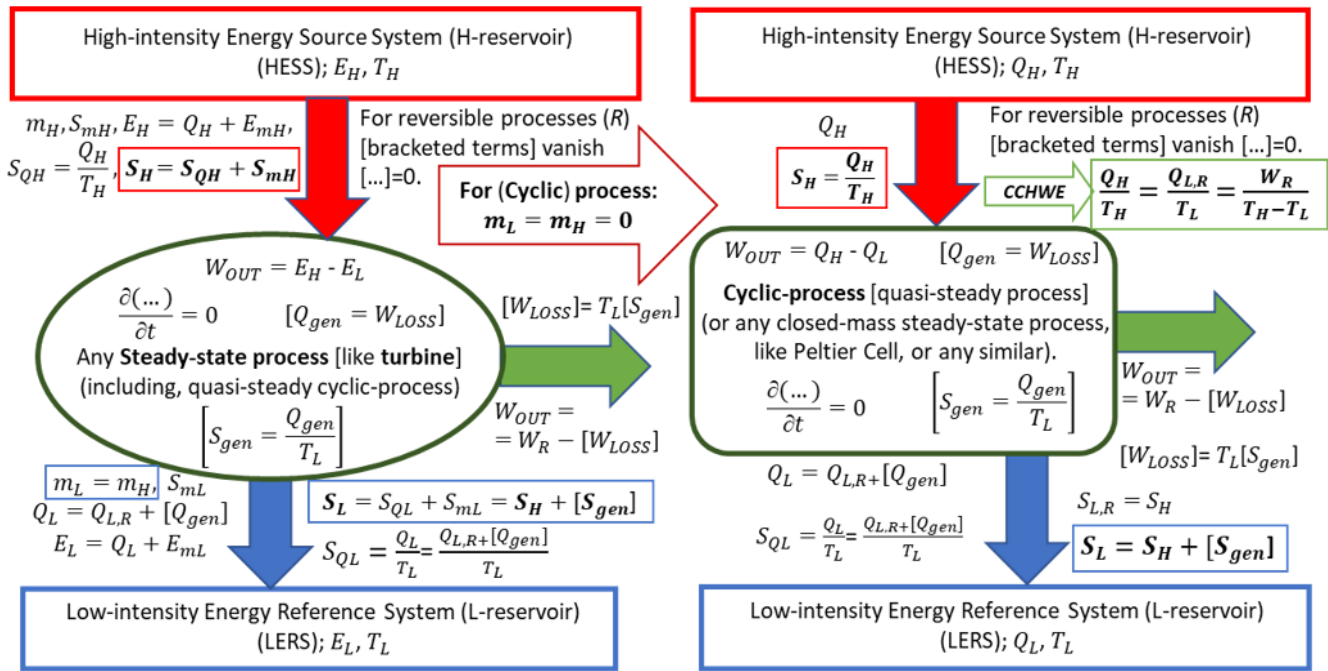 High-intensity Energy Source System (H-reservoir)
(HESS); E_H, T_H
m_H, S_mH, E_H = Q_H + E_mH,
S_QH = Q_H/T_H, S_H = S_QH + S_mH
For reversible processes (R)
[bracketed terms] vanish
[...]=0.
For (Cyclic) process:
m_L = m_H = 0
W_OUT = E_H - E_L
∂(...)/∂t = 0 [Q_gen = W_LOSS]
Any Steady-state process [like turbine]
(including, quasi-steady cyclic-process)
[S_gen = Q_gen/T_L]
[W_LOSS]= T_L[S_gen]
W_OUT =
= W_R − [W_LOSS]
m_L = m_H, S_mL
Q_L = Q_L,R + [Q_gen]
E_L = Q_L + E_mL
S_L = S_QL + S_mL = S_H + [S_gen]
S_QL = Q_L/T_L = Q_L,R+[Q_gen]/T_L
Low-intensity Energy Reference System (L-reservoir)
(LERS); E_L, T_L
High-intensity Energy Source System (H-reservoir)
(HESS); Q_H, T_H
Q_H
S_H = Q_H/T_H
For reversible processes (R)
[bracketed terms] vanish [...]=0.
CCHWE
Q_H/T_H = Q_L,R/T_L = W_R/T_H−T_L
W_OUT = Q_H - Q_L [Q_gen = W_LOSS]
Cyclic-process [quasi-steady process]
(or any closed-mass steady-state process,
like Peltier Cell, or any similar).
∂(...)/∂t = 0 [S_gen = Q_gen/T_L]
W_OUT =
= W_R − [W_LOSS]
[W_LOSS]= T_L[S_gen]
Q_L = Q_L,R+[Q_gen]
S_QL = Q_L/T_L = Q_L,R+[Q_gen]/T_L
S_L,R = S_H
S_L = S_H + [S_gen]
Low-intensity Energy Reference System (L-reservoir)
(LERS); Q_L, T_L